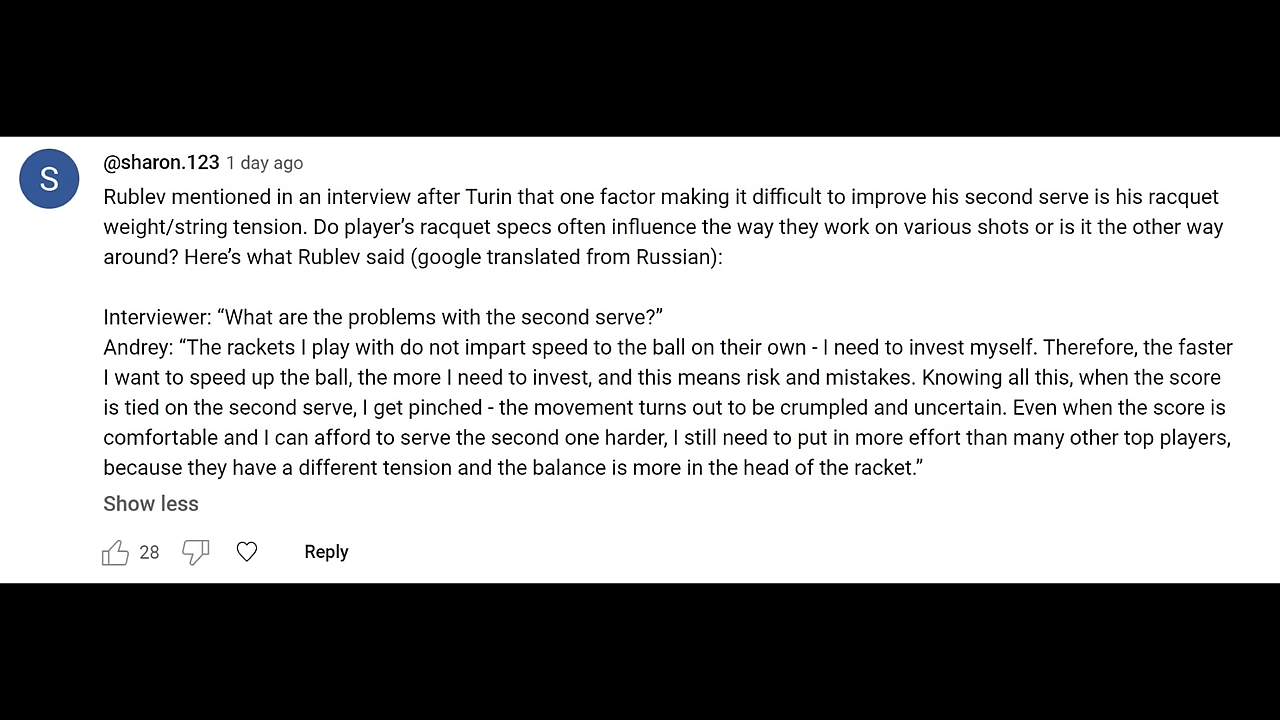 S
@sharon.123 1 day ago
Rublev mentioned in an interview after Turin that one factor making it difficult to improve his second serve is his racquet
weight/string tension. Do player’s racquet specs often influence the way they work on various shots or is it the other way
around? Here’s what Rublev said (google translated from Russian):
Interviewer: “What are the problems with the second serve?”
Andrey: “The rackets I play with do not impart speed to the ball on their own - I need to invest myself. Therefore, the faster
I want to speed up the ball, the more I need to invest, and this means risk and mistakes. Knowing all this, when the score
is tied on the second serve, I get pinched - the movement turns out to be crumpled and uncertain. Even when the score is
comfortable and I can afford to serve the second one harder, I still need to put in more effort than many other top players,
because they have a different tension and the balance is more in the head of the racket.”
Show less
28 Reply